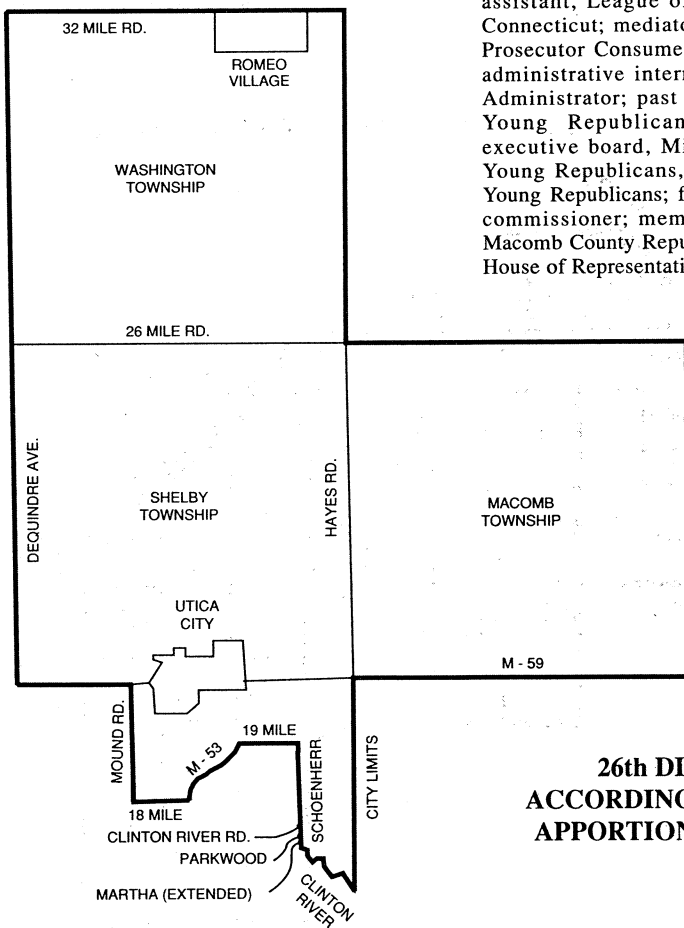 assistant, League o
Connecticut; mediato
Prosecutor Consume
administrative inter
Administrator; past
Young Republican
executive board, Mi
Young Republicans,
Young Republicans; f
commissioner; mem
Macomb County Repu
House of Representati
32 MILE RD.
ROMEO
VILLAGE
WASHINGTON
TOWNSHIP
26 MILE RD.
DEQUINDRE AVE.
SHELBY
TOWNSHIP
HAYES RD.
MACOMB
TOWNSHIP
UTICA
CITY
M - 59
MOUND RD.
19 MILE
M - 53
18 MILE
SCHOENHERR
CITY LIMITS
CLINTON RIVER RD.
PARKWOOD
MARTHA (EXTENDED)
CLINTON
RIVER
26th DI
ACCORDING
APPORTION